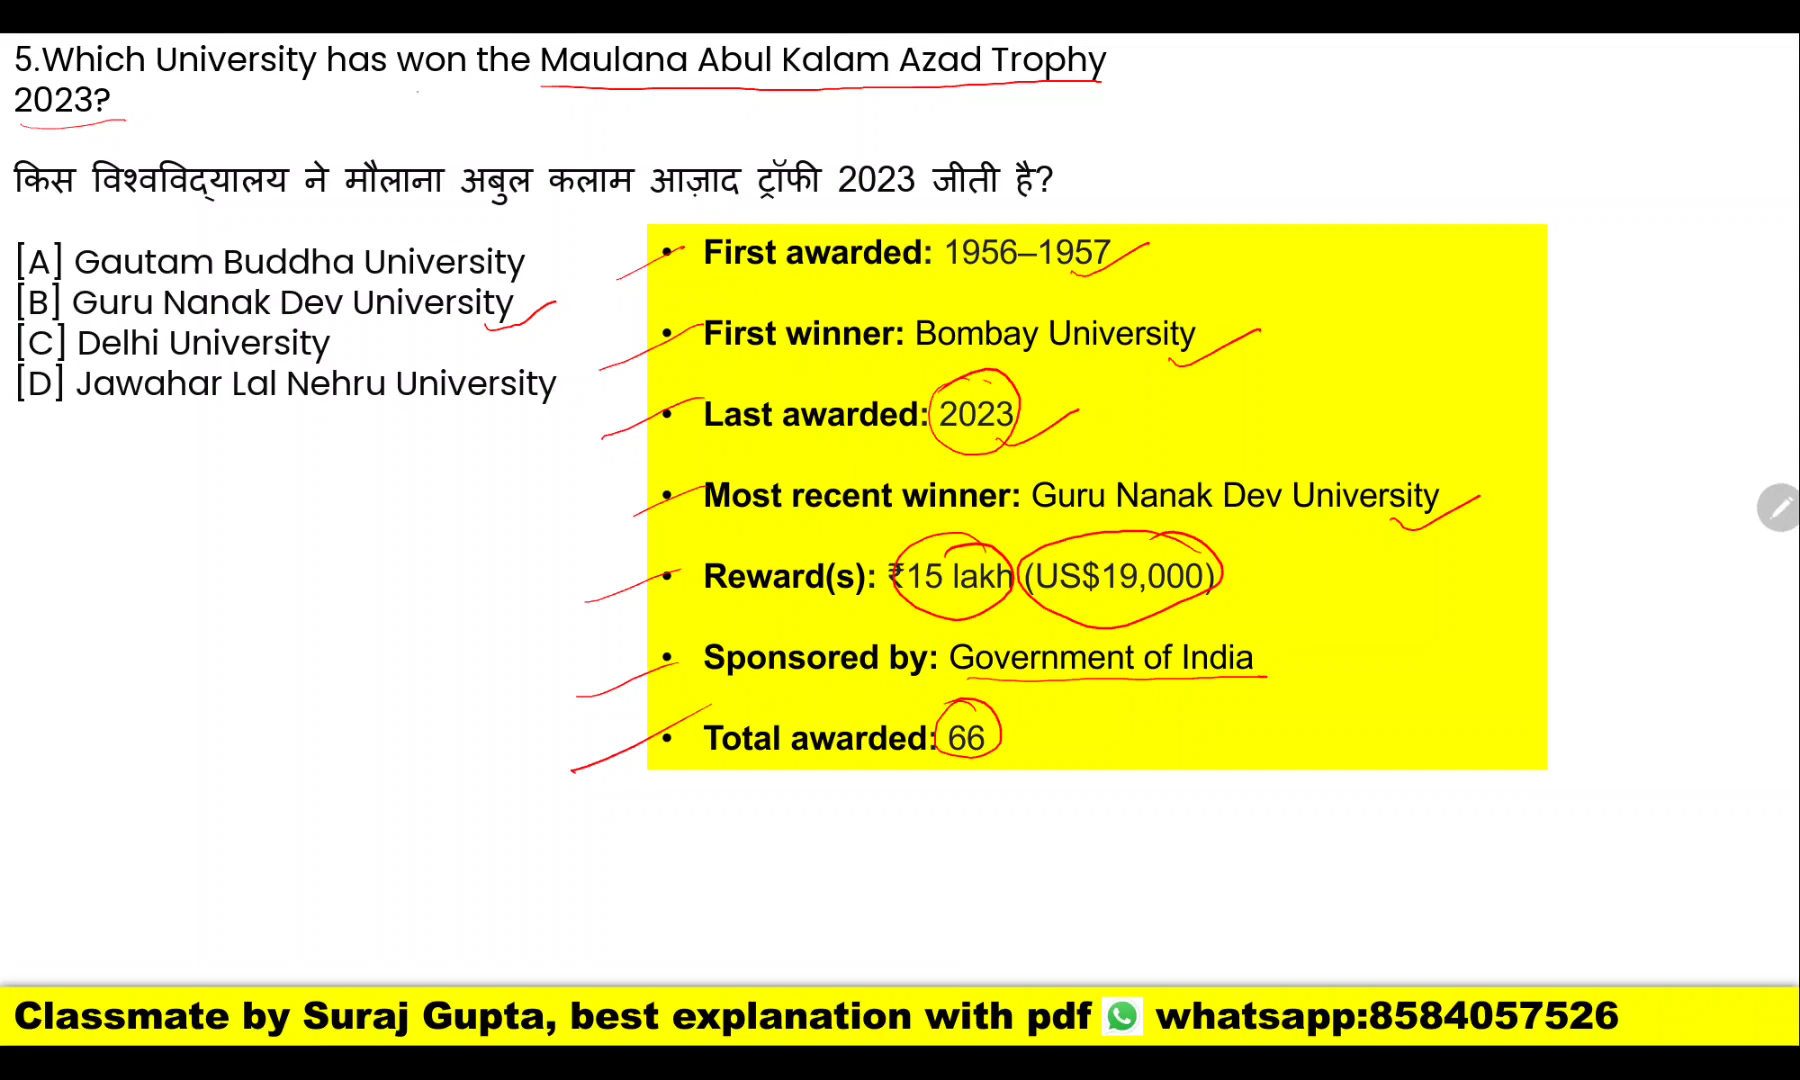 5.Which University has won the Maulana Abul Kalam Azad Trophy
2023?
किस विश्वविद्यालय ने मौलाना अबुल कलाम आज़ाद ट्रॉफी 2023 जीती है?
[A] Gautam Buddha University
[B] Guru Nanak Dev University
[C] Delhi University
[D] Jawahar Lal Nehru University
• First awarded: 1956–1957
• First winner: Bombay University
• Last awarded: 2023
• Most recent winner: Guru Nanak Dev University
• Reward(s): ₹15 lakh (US$19,000)
• Sponsored by: Government of India
• Total awarded: 66
Classmate by Suraj Gupta, best explanation with pdf whatsapp:8584057526